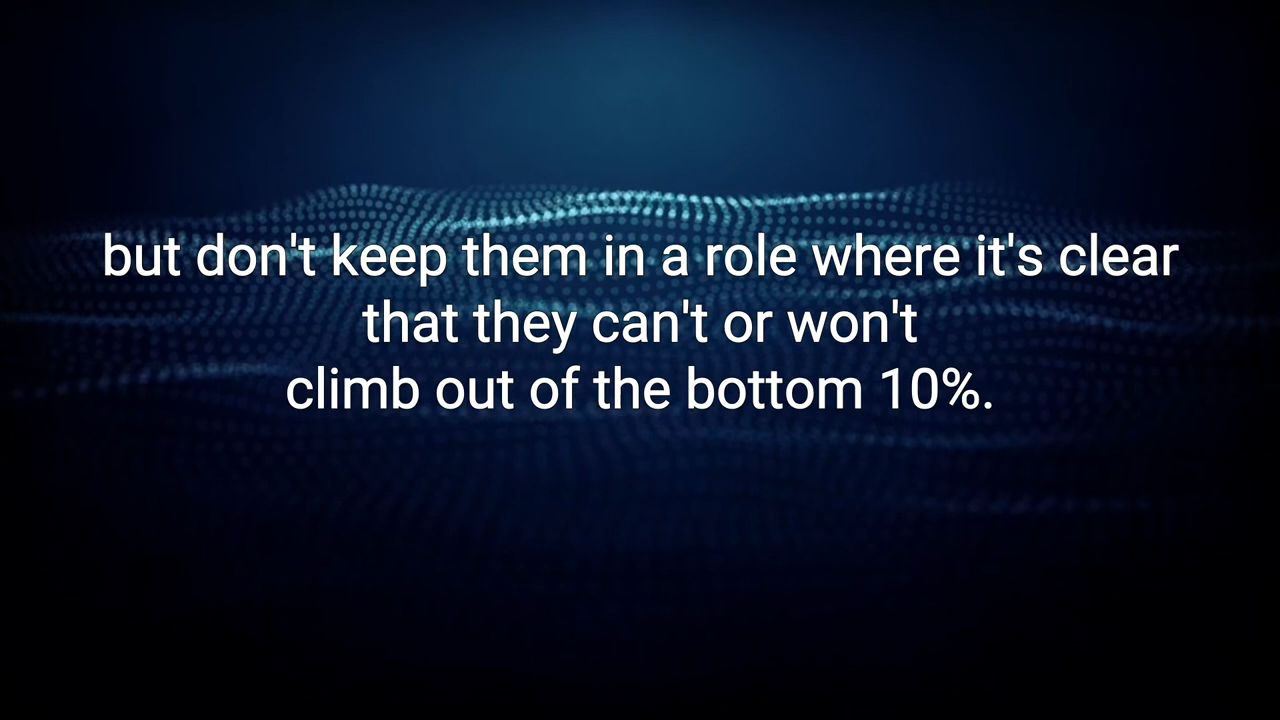 but don't keep them in a role where it's clear
that they can't or won't
climb out of the bottom 10%.